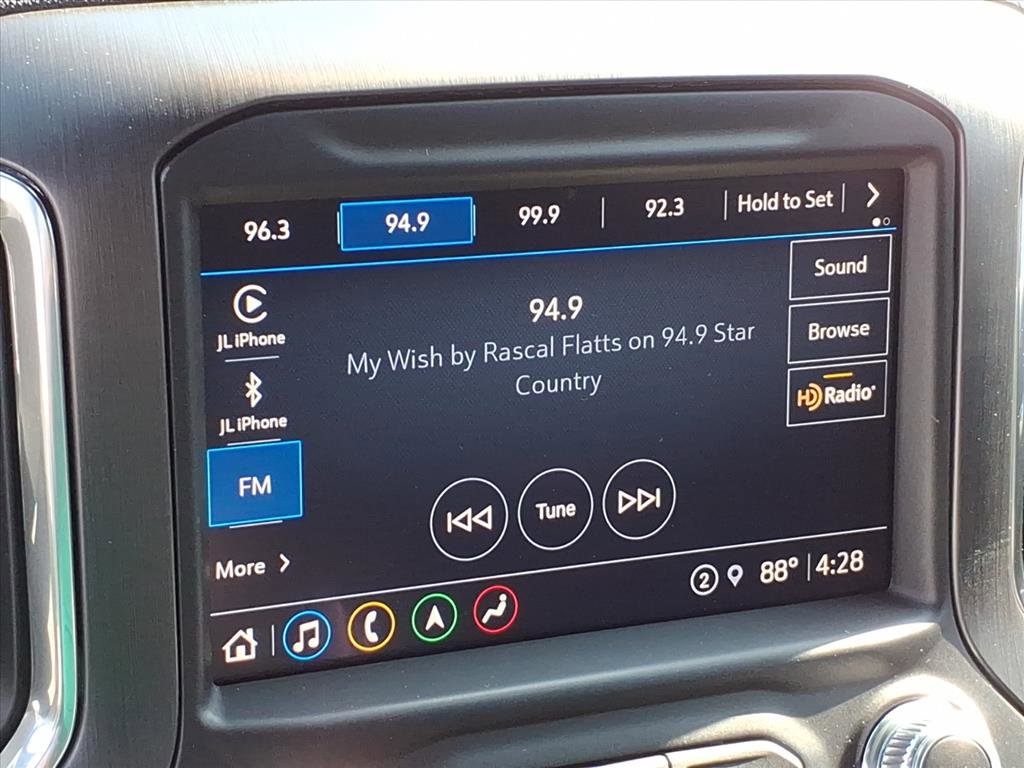 96.3
94.9
99.9
92.3
Hold to Set
JL iPhone
JL iPhone
FM
More
94.9
My Wish by Rascal Flatts on 94.9 Star
Country
Tune
Sound
Browse
HD Radio
2
88°
4:28